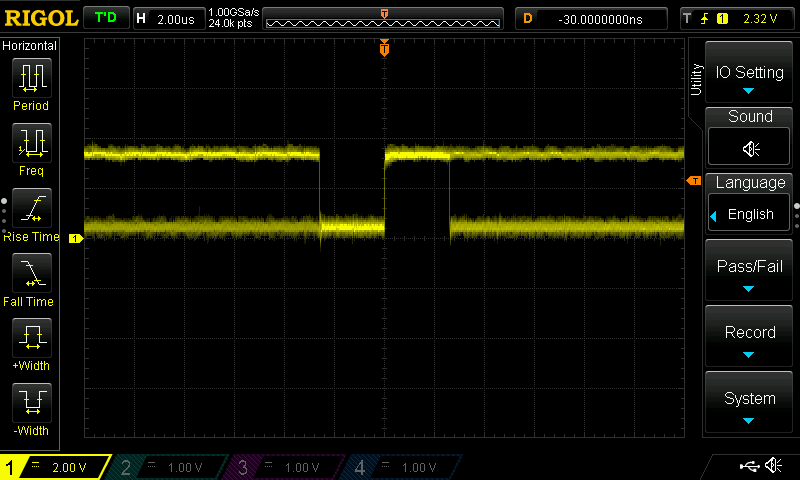 RIGOL T'D H 2.00us 1.00GSa/s 24.0k pts T D -30.0000000ns T 1 2.32 V
Horizontal
Period
Freq
Rise Time
Fall Time
+Width
-Width
T
T
1
Utility
IO Setting
Sound
Language
English
Pass/Fail
Record
System
1 2.00 V 2 1.00 V 3 1.00 V 4 1.00 V